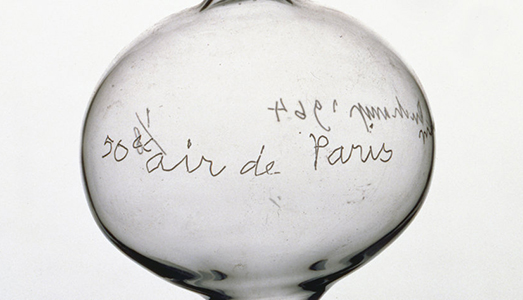 Duchamp 1964
50 cc air de Paris